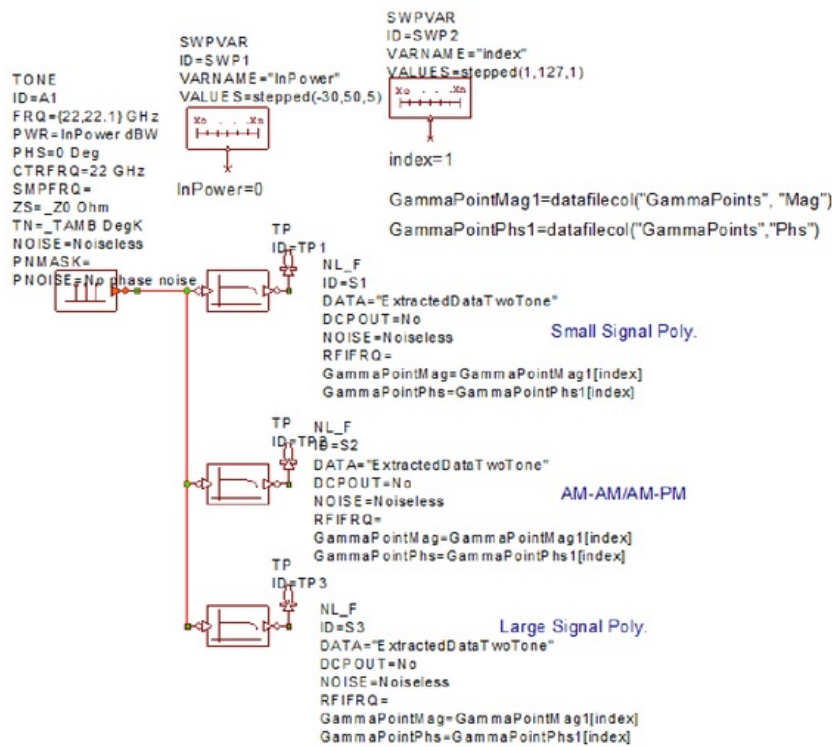 SWPVAR
ID=SWP2
VARNAME="index"
VALUES=stepped(1,127,1)
Xo . . .Xn
index=1
SWPVAR
ID=SWP1
VARNAME="InPower"
VALUES=stepped(-30,50,5)
Xo . . .Xn
InPower=0
TONE
ID=A1
FRQ={22,22.1} GHz
PWR=InPower dBW
PHS=0 Deg
CTRFRQ=22 GHz
SMPFRQ=
ZS=_Z0 Ohm
TN=_TAMB DegK
NOISE=Noiseless
PNMASK=
PNOISE=No phase noise
GammaPointMag1=datafilecol("GammaPoints", "Mag")
GammaPointPhs1=datafilecol("GammaPoints","Phs")
TP
ID=TP1
NL_F
ID=S1
DATA="ExtractedDataTwoTone"
DCPOUT=No
NOISE=Noiseless
RFIFRQ=
GammaPointMag=GammaPointMag1[index]
GammaPointPhs=GammaPointPhs1[index]
Small Signal Poly.
TP
ID=TP2
NL_F
ID=S2
DATA="ExtractedDataTwoTone"
DCPOUT=No
NOISE=Noiseless
RFIFRQ=
GammaPointMag=GammaPointMag1[index]
GammaPointPhs=GammaPointPhs1[index]
AM-AM/AM-PM
TP
ID=TP3
NL_F
ID=S3
DATA="ExtractedDataTwoTone"
DCPOUT=No
NOISE=Noiseless
RFIFRQ=
GammaPointMag=GammaPointMag1[index]
GammaPointPhs=GammaPointPhs1[index]
Large Signal Poly.